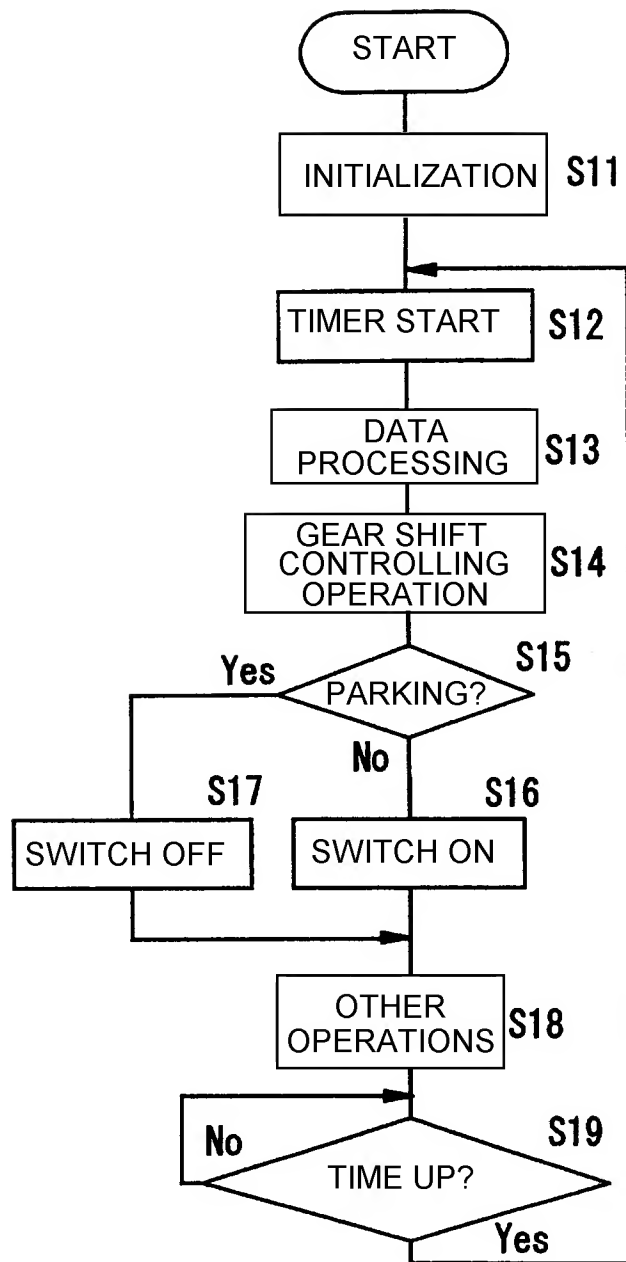 START
INITIALIZATION
S11
TIMER START
S12
DATA
PROCESSING
S13
GEAR SHIFT
CONTROLLING
OPERATION
S14
S15
Yes
PARKING?
No
S17
S16
SWITCH OFF
SWITCH ON
OTHER
OPERATIONS
S18
S19
No
TIME UP?
Yes